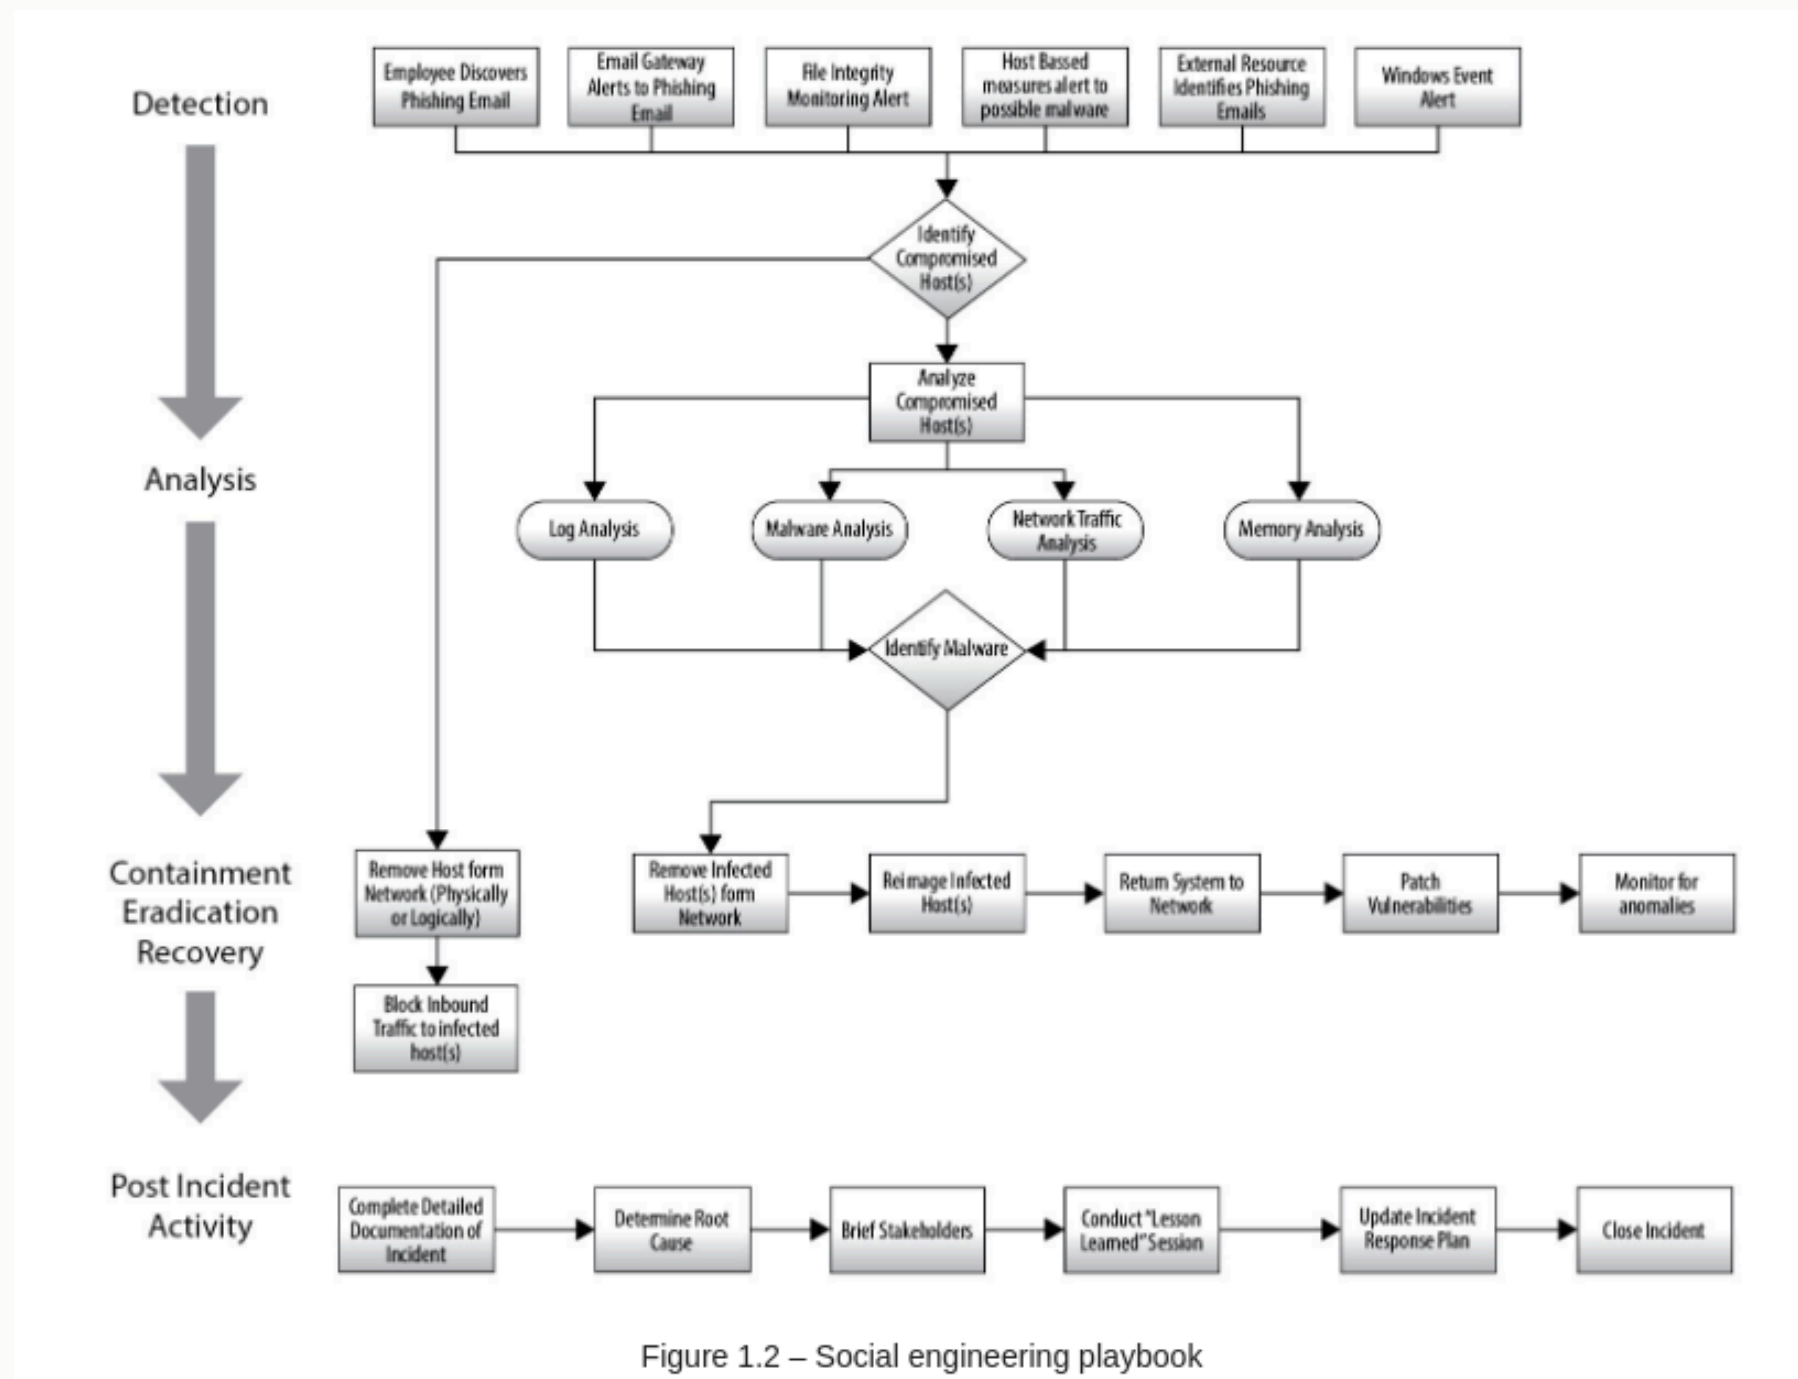 Detection
Employee Discovers
Phishing Email
Email Gateway
Alerts to Phishing
Email
File Integrity
Monitoring Alert
Host Bassed
measures alert to
possible malware
External Resource
Identifies Phishing
Emails
Windows Event
Alert
Identify
Compromised
Host(s)
Analyze
Compromised
Host(s)
Analysis
Log Analysis
Malware Analysis
Network Traffic
Analysis
Memory Analysis
Identify Malware
Containment
Eradication
Recovery
Remove Host form
Network (Physically
or Logically)
Remove Infected
Host(s) form
Network
Reimage Infected
Host(s)
Return System to
Network
Patch
Vulnerabilities
Monitor for
anomalies
Block Inbound
Traffic to infected
host(s)
Post Incident
Activity
Complete Detailed
Documentation of
Incident
Determine Root
Cause
Brief Stakeholders
Conduct "Lesson
Learned" Session
Update Incident
Response Plan
Close Incident
Figure 1.2 – Social engineering playbook